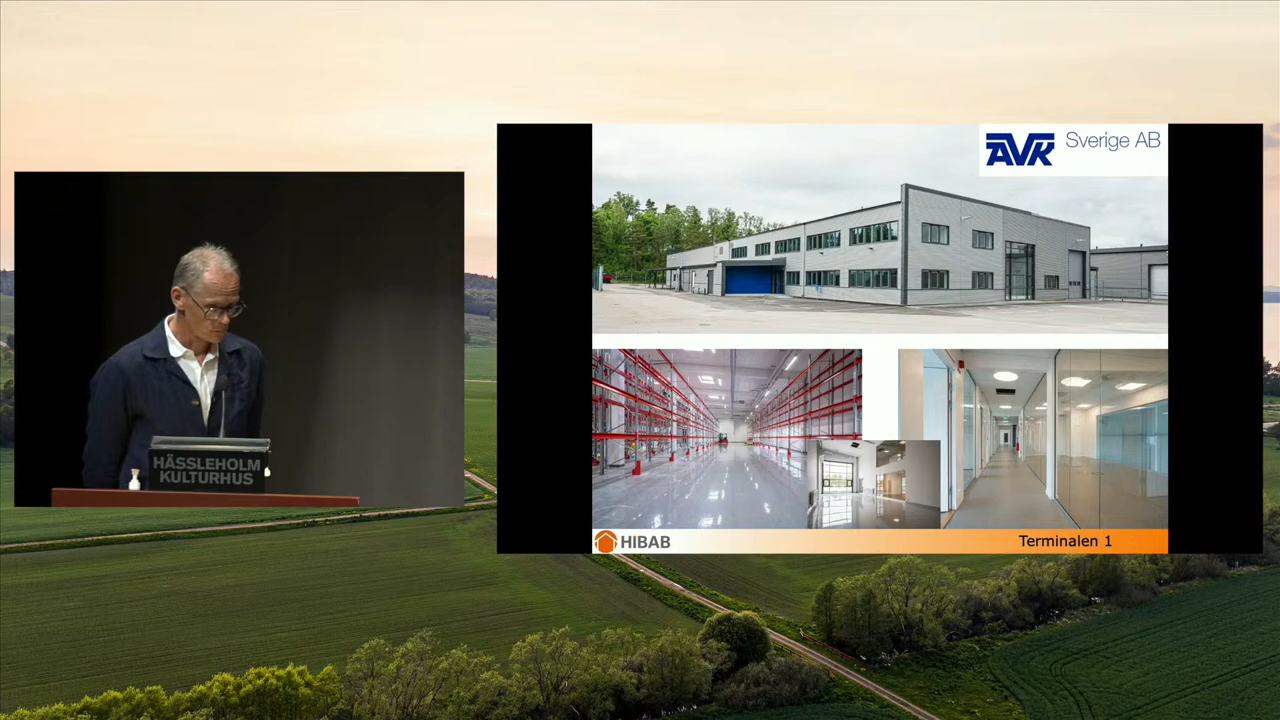 HÄSSLEHOLM
KULTURHUS
AVK Sverige AB
HIBAB
Terminalen 1